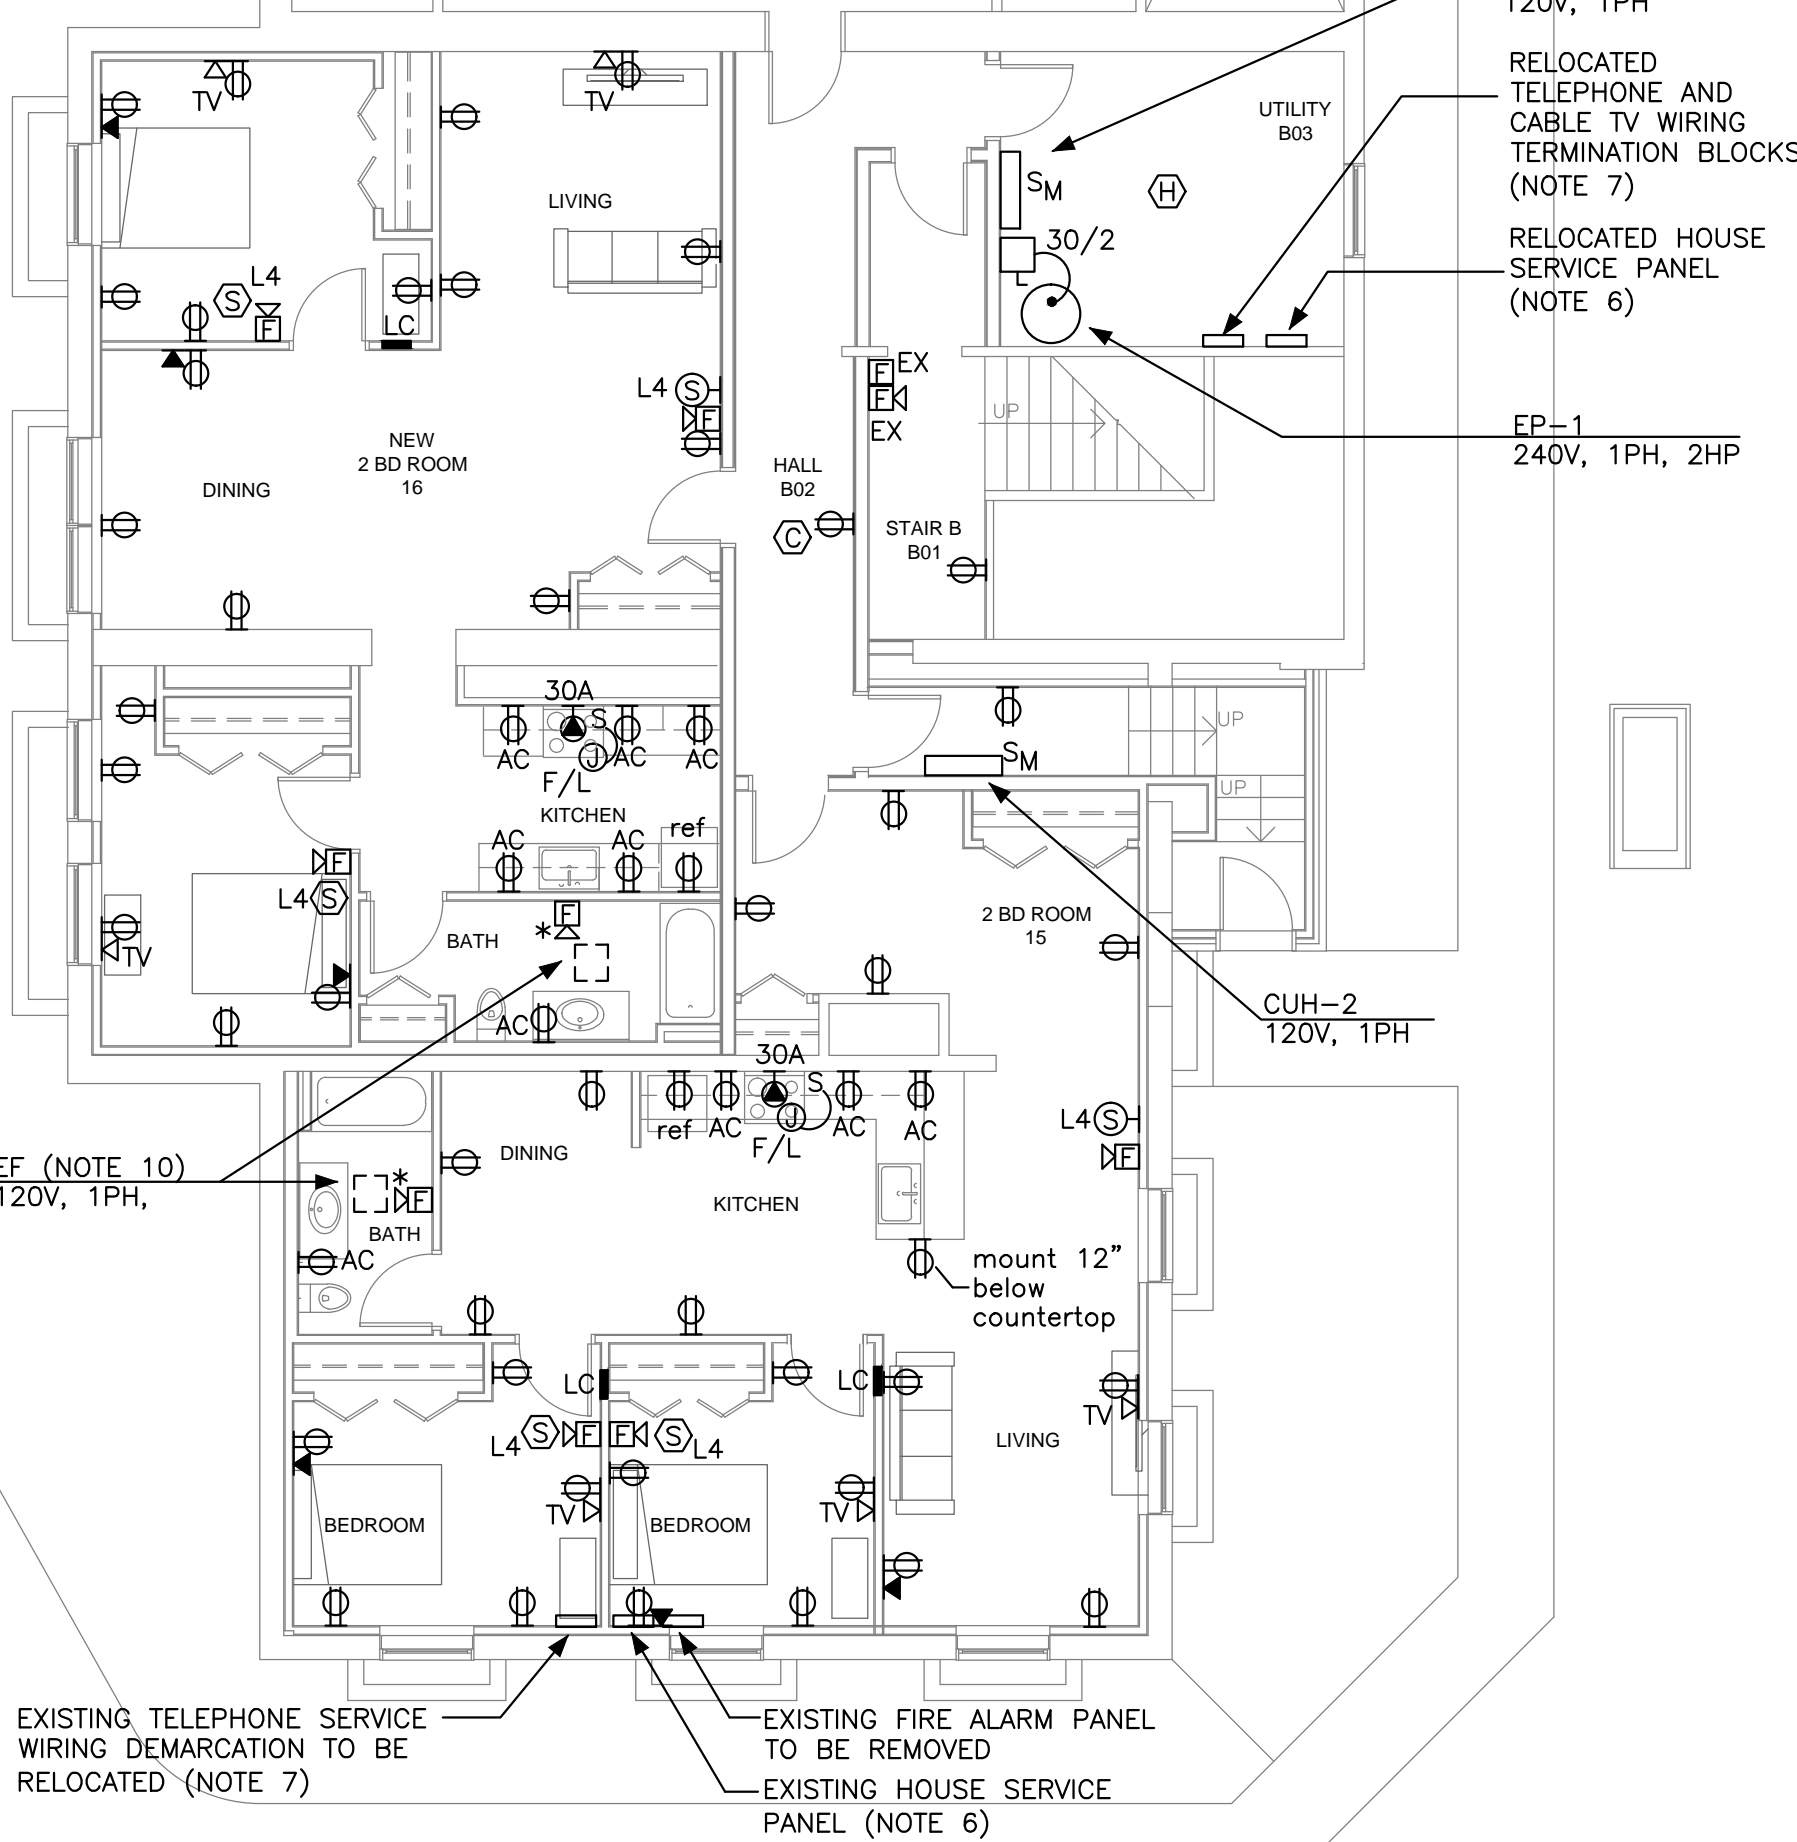 120V, 1PH
RELOCATED
TELEPHONE AND
CABLE TV WIRING
TERMINATION BLOCKS
(NOTE 7)
UTILITY
B03
TV
TV
LIVING
SM
H
30/2
L
RELOCATED HOUSE
SERVICE PANEL
(NOTE 6)
L4
S
F
LC
EX
F
F
EX
UP
L4
S
F
EP-1
240V, 1PH, 2HP
NEW
2 BD ROOM
16
DINING
HALL
B02
C
STAIR B
B01
30A
S
J
AC
AC
AC
F/L
KITCHEN
AC
AC
ref
SM
UP
UP
F
L4
S
F
*
BATH
TV
AC
2 BD ROOM
15
CUH-2
120V, 1PH
30A
S
J
ref
AC
AC
AC
F/L
L4
S
F
DINING
KITCHEN
EF (NOTE 10)
120V, 1PH,
*
F
BATH
AC
mount 12”
below
countertop
LC
LC
L4
S
F
F
S
L4
TV
LIVING
TV
TV
BEDROOM
BEDROOM
EXISTING TELEPHONE SERVICE
WIRING DEMARCATION TO BE
RELOCATED (NOTE 7)
EXISTING FIRE ALARM PANEL
TO BE REMOVED
EXISTING HOUSE SERVICE
PANEL (NOTE 6)